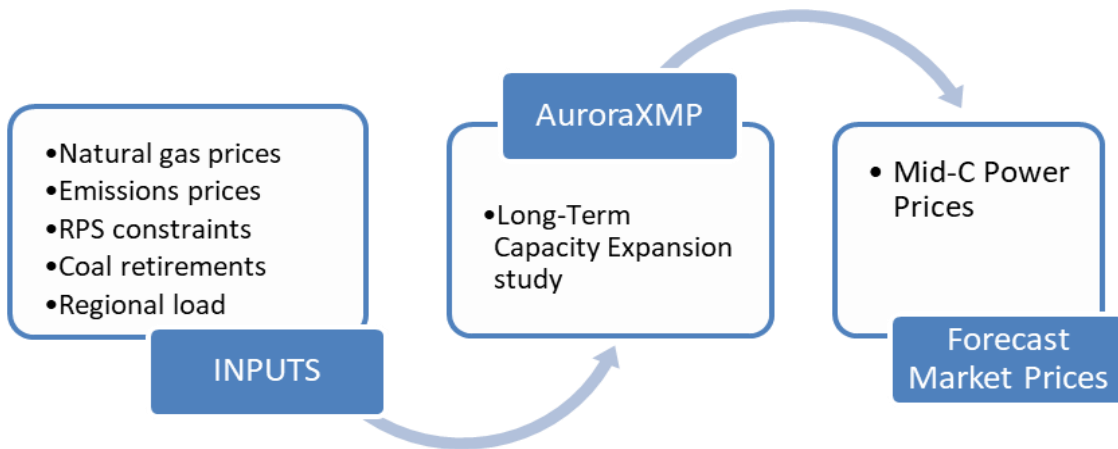 •Natural gas prices
•Emissions prices
•RPS constraints
•Coal retirements
•Regional load
INPUTS
AuroraXMP
•Long-Term
Capacity Expansion
study
• Mid-C Power
Prices
Forecast
Market Prices